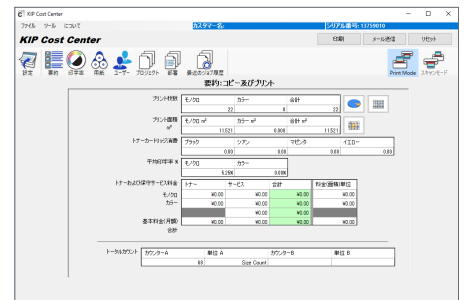 KIP Cost Center
ファイル ツール について
カスタマー名: シリアル番号: 13759010
KIP Cost Center 印刷 メール送信 リセット
設定 要約 印字率 用紙 ユーザー プロジェクト 部署 最近のジョブ履歴 Print Mode スキャンモード
要約: コピー及びプリント
プリント枚数 モノクロ カラー 合計
22 0 22
プリント面積 モノクロ ㎡ カラー ㎡ 合計 ㎡
㎡ 11.521 0.000 11.521
トナーカートリッジ消費 ブラック シアン マゼンタ イエロー
0.00 0.00 0.00 0.00
平均印字率 % モノクロ カラー
5.25% 0.00%
トナーおよび保守サービス料金 トナー サービス 合計 料金(面積)単位
モノクロ ¥0.00 ¥0.00 ¥0.00 ¥0.00
カラー ¥0.00 ¥0.00 ¥0.00 ¥0.00
¥0.00 ¥0.00
基本料金(月額) ¥0.00 ¥0.00 ¥0.00 ¥0.00
合計
トータルカウント カウンターA 単位 A カウンターB 単位 B
Size Count